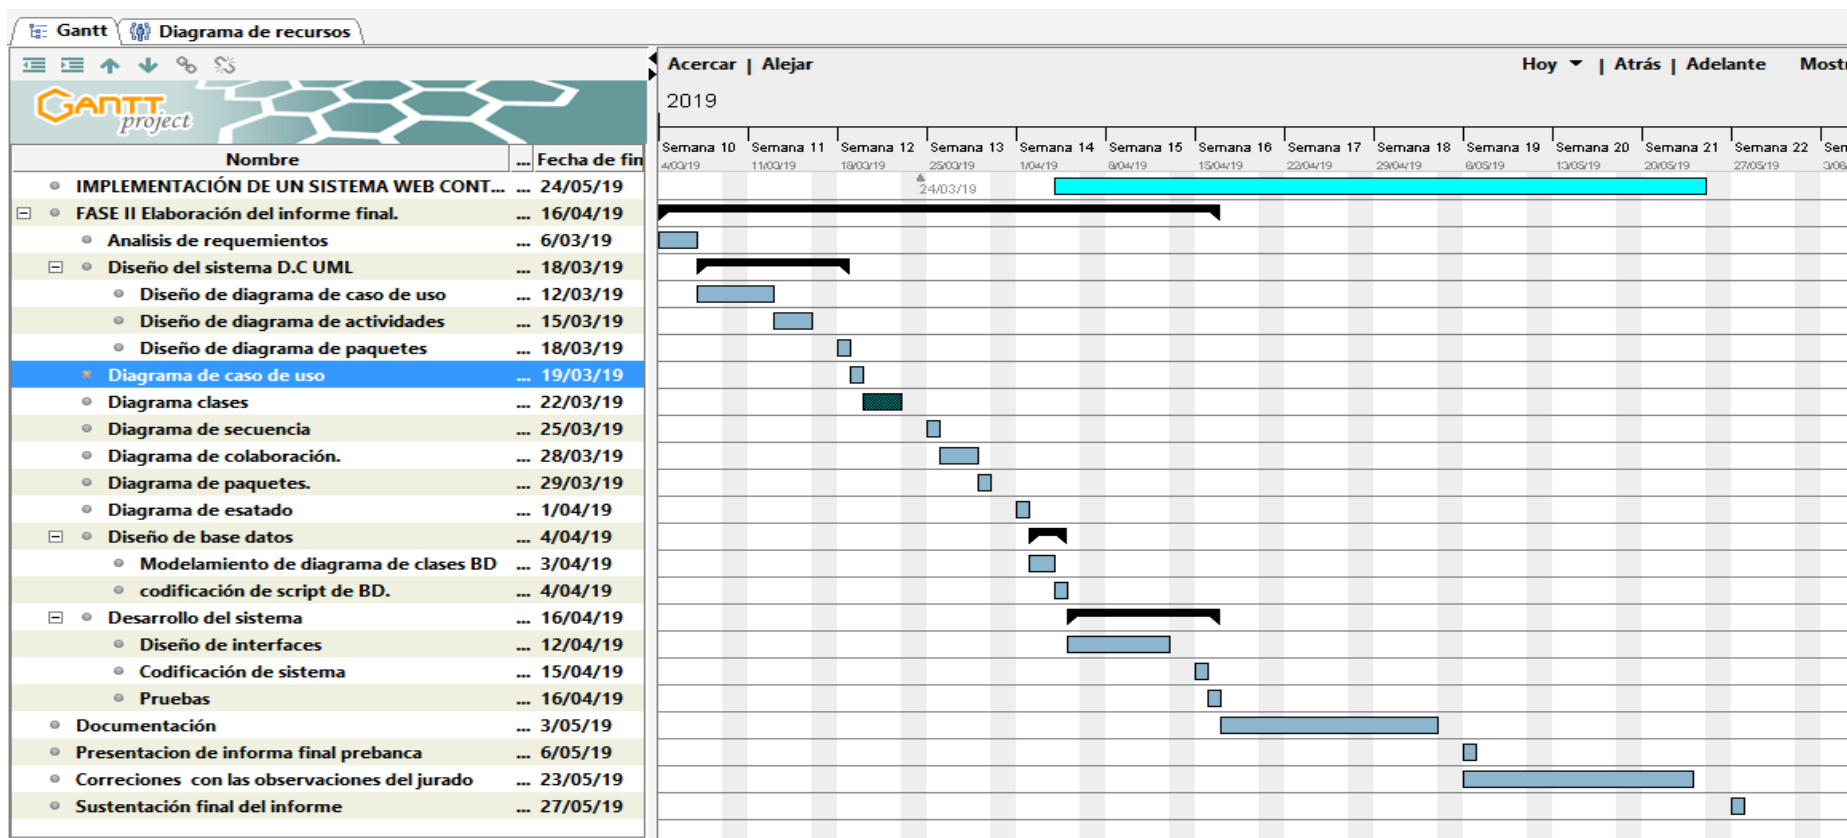 Gantt Diagrama de recursos
Acercar | Alejar Hoy | Atrás | Adelante Mostr
GANTT project
2019
Semana 10 Semana 11 Semana 12 Semana 13 Semana 14 Semana 15 Semana 16 Semana 17 Semana 18 Semana 19 Semana 20 Semana 21 Semana 22 Sem
4/03/19 11/03/19 18/03/19 25/03/19 1/04/19 8/04/19 15/04/19 22/04/19 29/04/19 6/05/19 13/05/19 20/05/19 27/05/19 3/06
Nombre ... Fecha de fin
IMPLEMENTACIÓN DE UN SISTEMA WEB CONT... ... 24/05/19
24/03/19
FASE II Elaboración del informe final. ... 16/04/19
Analisis de requemientos ... 6/03/19
Diseño del sistema D.C UML ... 18/03/19
Diseño de diagrama de caso de uso ... 12/03/19
Diseño de diagrama de actividades ... 15/03/19
Diseño de diagrama de paquetes ... 18/03/19
Diagrama de caso de uso ... 19/03/19
Diagrama clases ... 22/03/19
Diagrama de secuencia ... 25/03/19
Diagrama de colaboración. ... 28/03/19
Diagrama de paquetes. ... 29/03/19
Diagrama de esatado ... 1/04/19
Diseño de base datos ... 4/04/19
Modelamiento de diagrama de clases BD ... 3/04/19
codificación de script de BD. ... 4/04/19
Desarrollo del sistema ... 16/04/19
Diseño de interfaces ... 12/04/19
Codificación de sistema ... 15/04/19
Pruebas ... 16/04/19
Documentación ... 3/05/19
Presentacion de informa final prebanca ... 6/05/19
Correciones con las observaciones del jurado ... 23/05/19
Sustentación final del informe ... 27/05/19